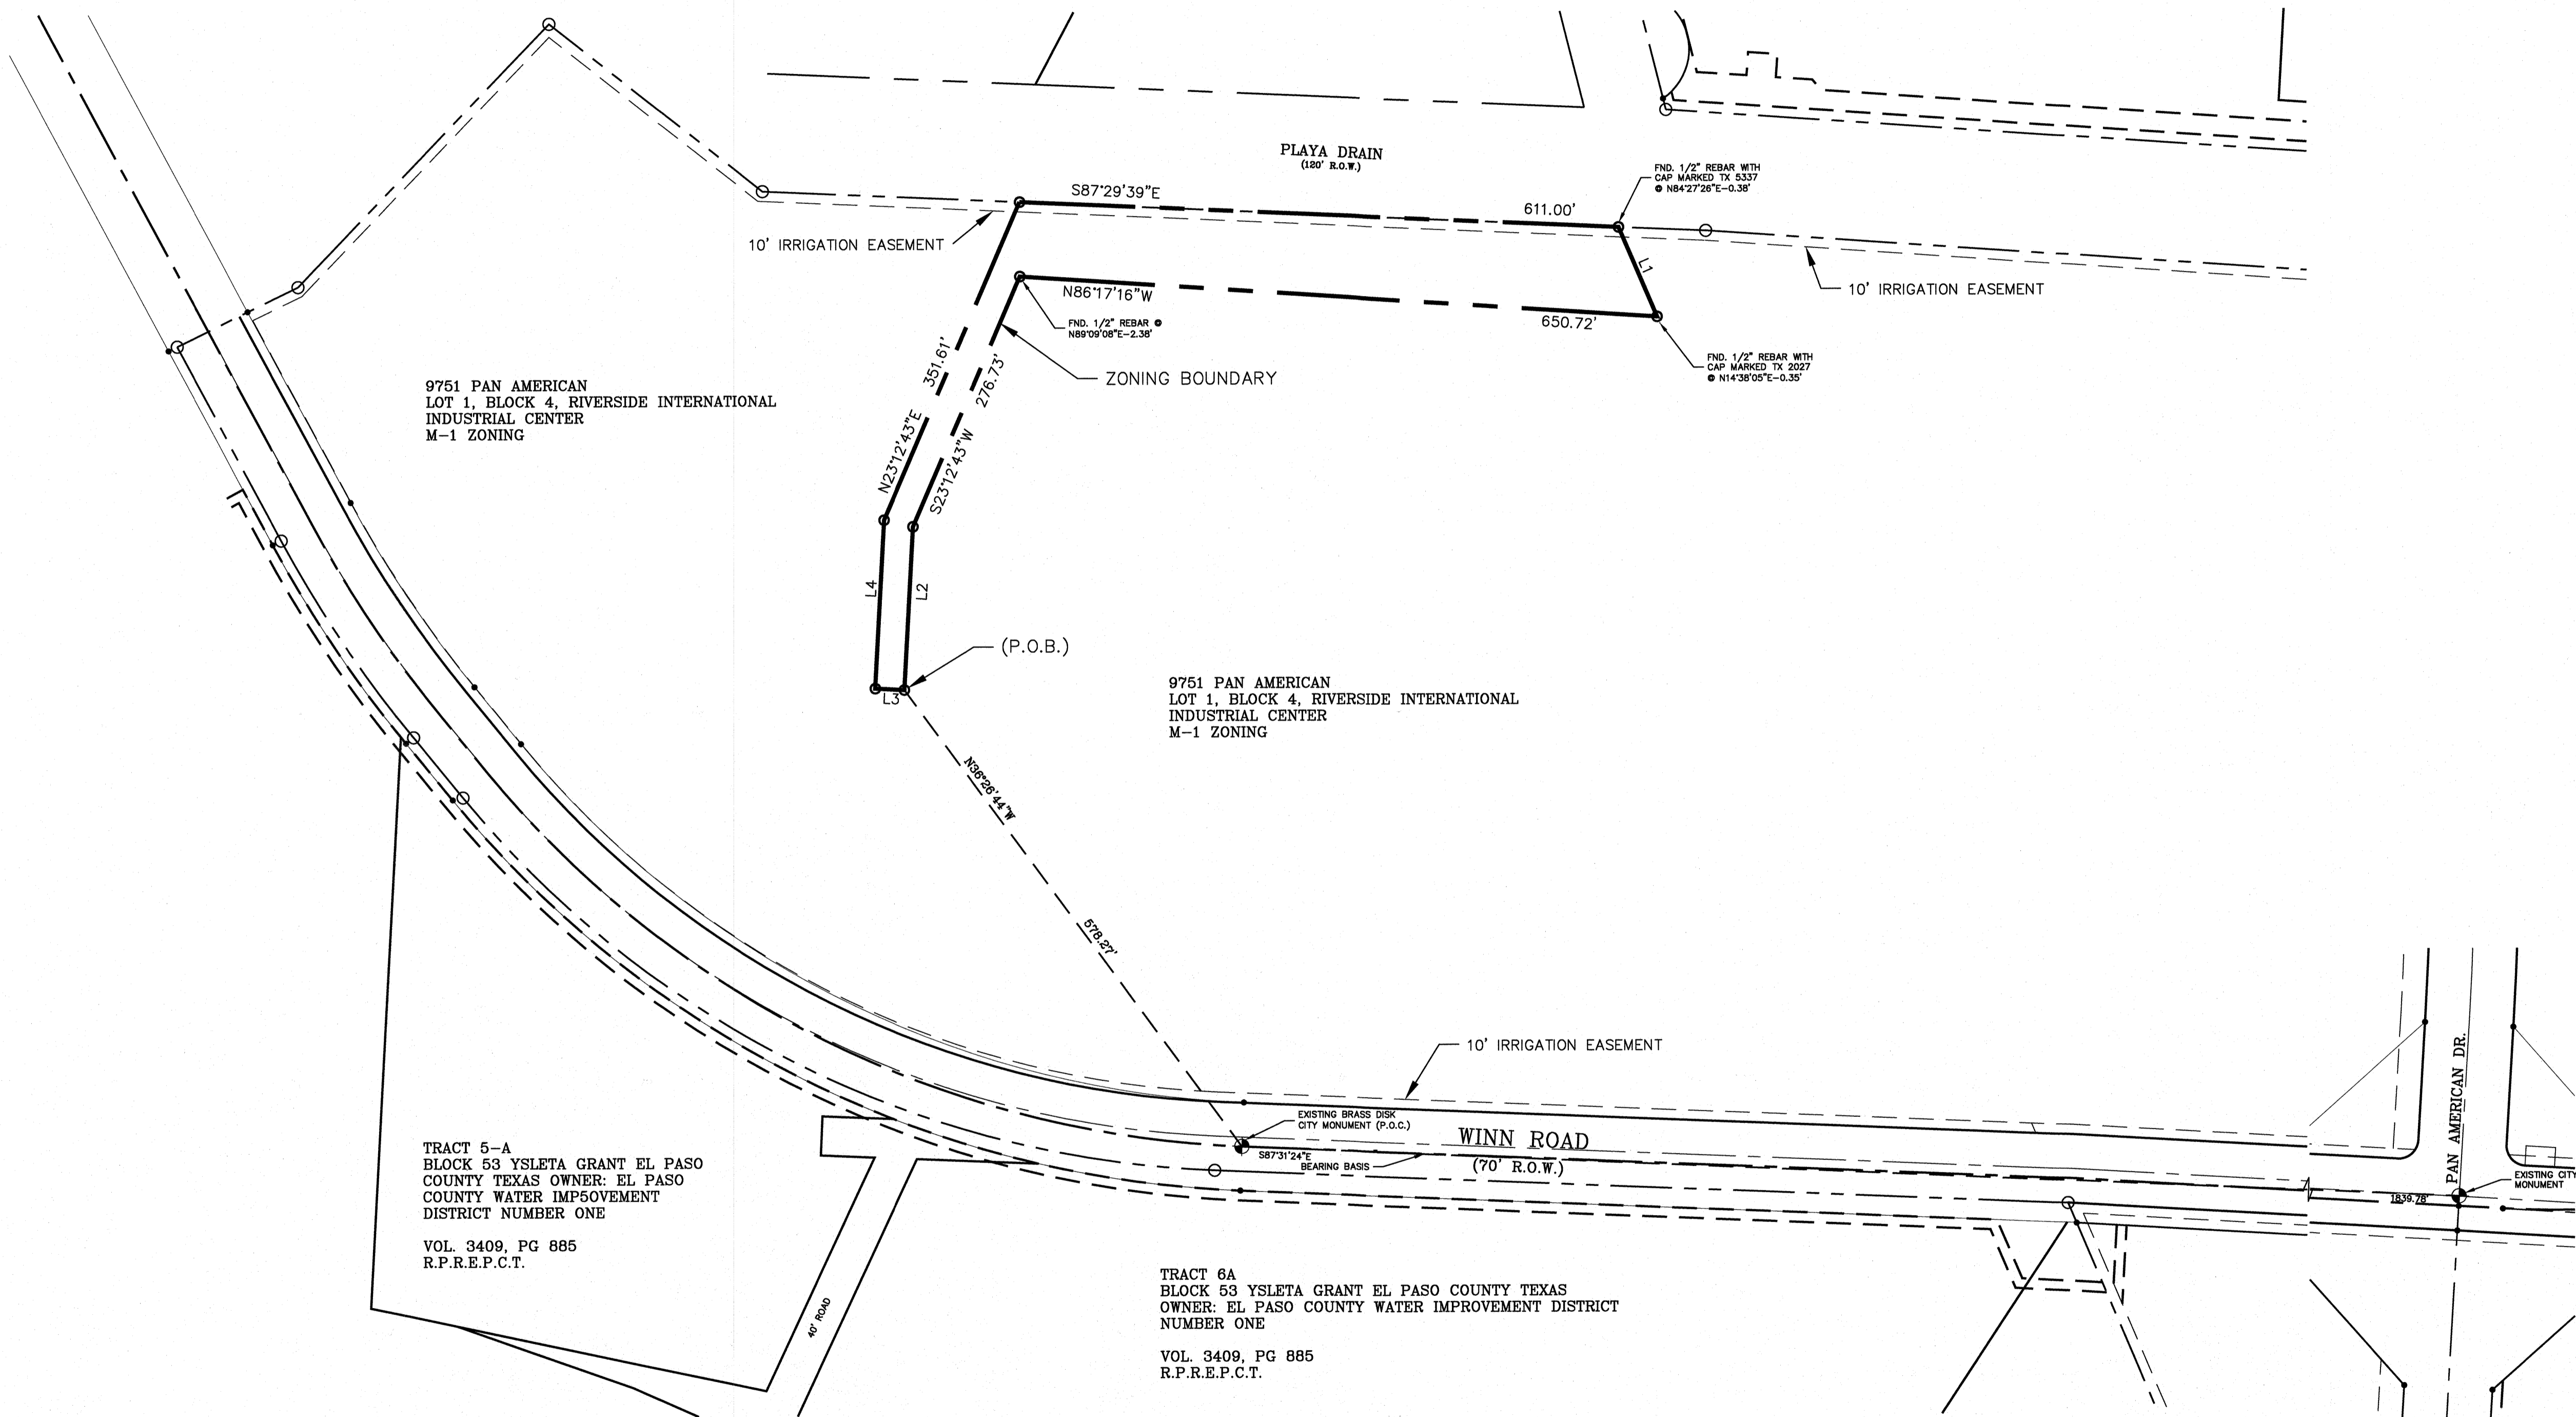 PLAYA DRAIN
(120' R.O.W.)
FND. 1/2" REBAR WITH
CAP MARKED TX 5337
@ N84°27'26"E-0.38'
S87°29'39"E
611.00'
10' IRRIGATION EASEMENT
L1
10' IRRIGATION EASEMENT
N86°17'16"W
650.72'
FND. 1/2" REBAR @
N89°09'08"E-2.38'
FND. 1/2" REBAR WITH
CAP MARKED TX 2027
@ N14°38'05"E-0.35'
ZONING BOUNDARY
N23°12'43"E
351.61'
S23°12'43"W
276.73'
9751 PAN AMERICAN
LOT 1, BLOCK 4, RIVERSIDE INTERNATIONAL
INDUSTRIAL CENTER
M-1 ZONING
L4
L2
L3
(P.O.B.)
9751 PAN AMERICAN
LOT 1, BLOCK 4, RIVERSIDE INTERNATIONAL
INDUSTRIAL CENTER
M-1 ZONING
N36°26'44"W
578.27'
10' IRRIGATION EASEMENT
EXISTING BRASS DISK
CITY MONUMENT (P.O.C.)
WINN ROAD
(70' R.O.W.)
S87°31'24"E
BEARING BASIS
PAN AMERICAN DR.
EXISTING CITY
MONUMENT
1839.78'
TRACT 5-A
BLOCK 53 YSLETA GRANT EL PASO
COUNTY TEXAS OWNER: EL PASO
COUNTY WATER IMP5OVEMENT
DISTRICT NUMBER ONE
VOL. 3409, PG 885
R.P.R.E.P.C.T.
40' ROAD
TRACT 6A
BLOCK 53 YSLETA GRANT EL PASO COUNTY TEXAS
OWNER: EL PASO COUNTY WATER IMPROVEMENT DISTRICT
NUMBER ONE
VOL. 3409, PG 885
R.P.R.E.P.C.T.